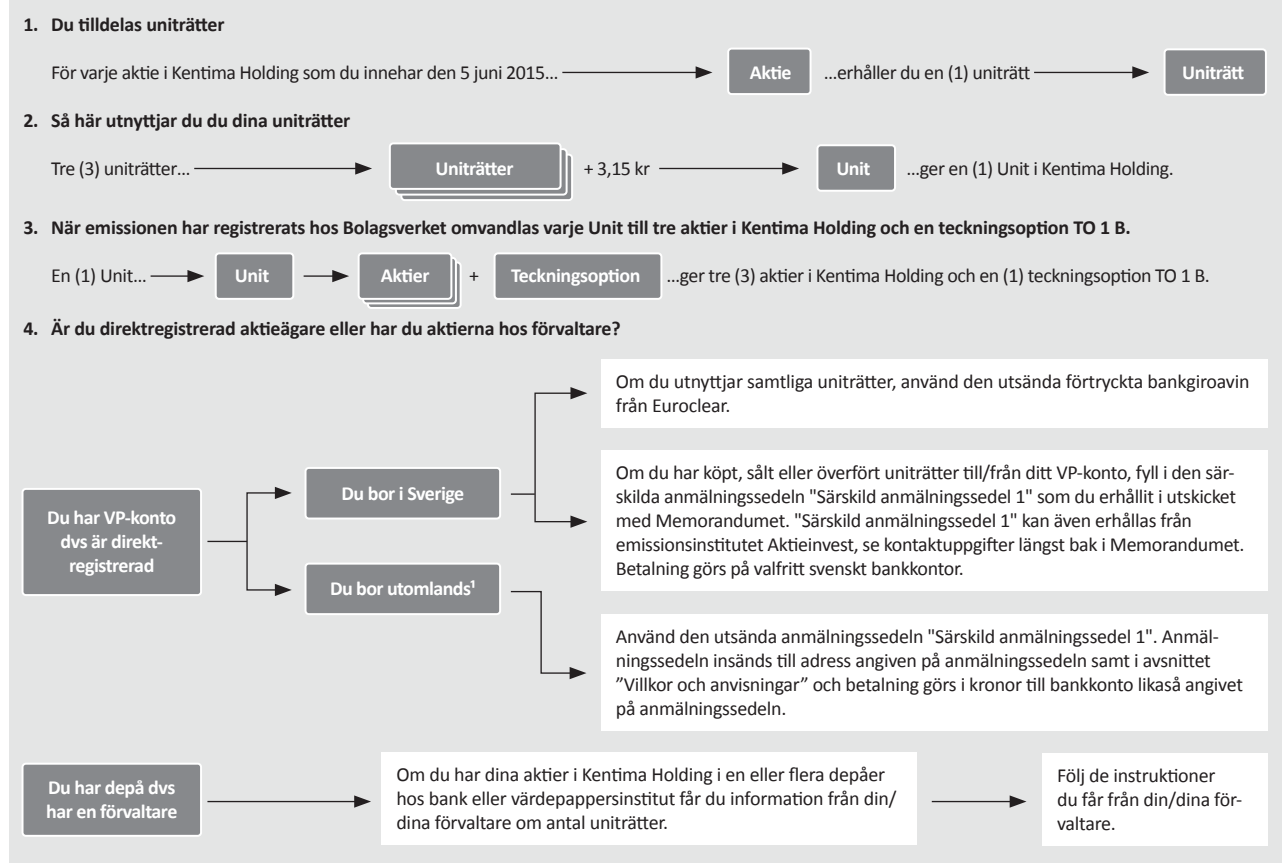 1. Du tilldelas uniträtter
För varje aktie i Kentima Holding som du innehar den 5 juni 2015... Aktie ...erhåller du en (1) uniträtt Uniträtt
2. Så här utnyttjar du du dina uniträtter
Tre (3) uniträtter... Uniträtter + 3,15 kr Unit ...ger en (1) Unit i Kentima Holding.
3. När emissionen har registrerats hos Bolagsverket omvandlas varje Unit till tre aktier i Kentima Holding och en teckningsoption TO 1 B.
En (1) Unit... Unit Aktier + Teckningsoption ...ger tre (3) aktier i Kentima Holding och en (1) teckningsoption TO 1 B.
4. Är du direktregistrerad aktieägare eller har du aktierna hos förvaltare?
Du har VP-konto
dvs är direkt-
registrerad
Du bor i Sverige
Om du utnyttjar samtliga uniträtter, använd den utsända förtryckta bankgiroavin
från Euroclear.
Om du har köpt, sålt eller överfört uniträtter till/från ditt VP-konto, fyll i den sär-
skilda anmälningssedeln "Särskild anmälningssedel 1" som du erhållit i utskicket
med Memorandumet. "Särskild anmälningssedel 1" kan även erhållas från
emissionsinstitutet Aktieinvest, se kontaktuppgifter längst bak i Memorandumet.
Betalning görs på valfritt svenskt bankkontor.
Du bor utomlands¹
Använd den utsända anmälningssedeln "Särskild anmälningssedel 1". Anmäl-
ningssedeln insänds till adress angiven på anmälningssedeln samt i avsnittet
”Villkor och anvisningar” och betalning görs i kronor till bankkonto likaså angivet
på anmälningssedeln.
Du har depå dvs
har en förvaltare
Om du har dina aktier i Kentima Holding i en eller flera depåer
hos bank eller värdepappersinstitut får du information från din/
dina förvaltare om antal uniträtter.
Följ de instruktioner
du får från din/dina för-
valtare.